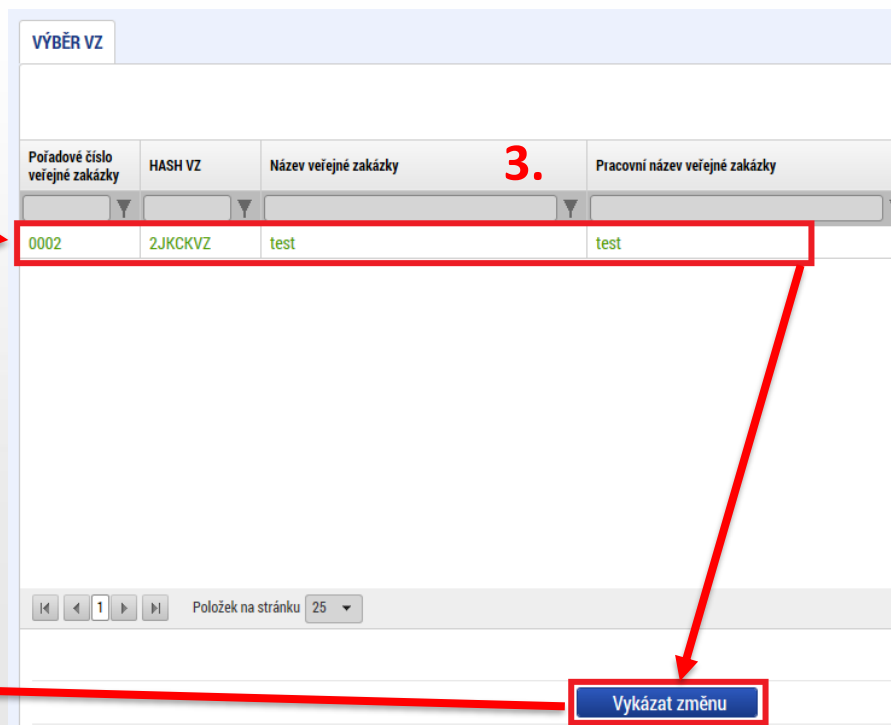 VÝBĚR VZ
3.
Pořadové číslo veřejné zakázky HASH VZ Název veřejné zakázky Pracovní název veřejné zakázky
0002 2JKCKVZ test test
1 Položek na stránku 25
Vykázat změnu